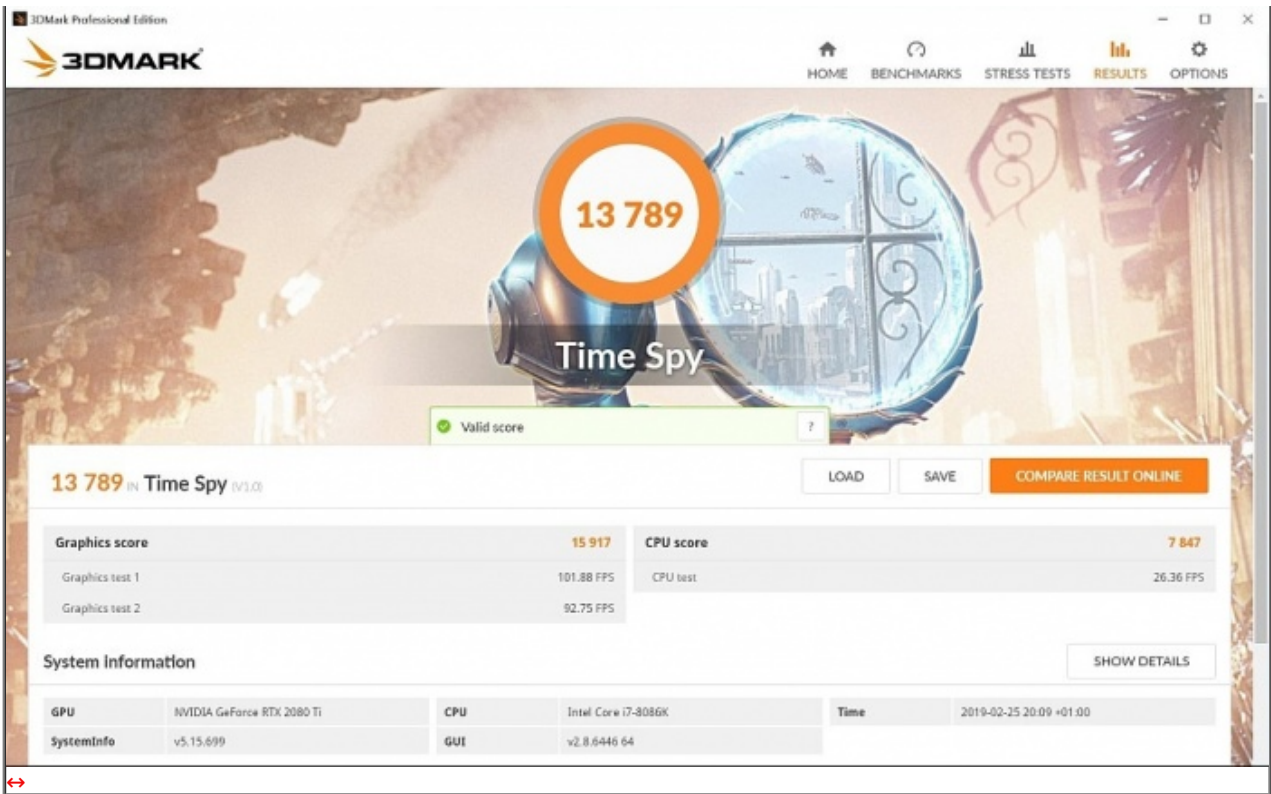 3DMark Professional Edition
3DMARK
HOME BENCHMARKS STRESS TESTS RESULTS OPTIONS
13 789
Time Spy
Valid score ?
13 789 IN Time Spy (V1.0) LOAD SAVE COMPARE RESULT ONLINE
Graphics score 15 917 CPU score 7 847
Graphics test 1 101.88 FPS CPU test 26.36 FPS
Graphics test 2 92.75 FPS
System information SHOW DETAILS
GPU NVIDIA GeForce RTX 2080 Ti CPU Intel Core i7-8086K Time 2019-02-25 20:09 +01:00
SystemInfo v5.15.699 GUI v2.8.6446 64